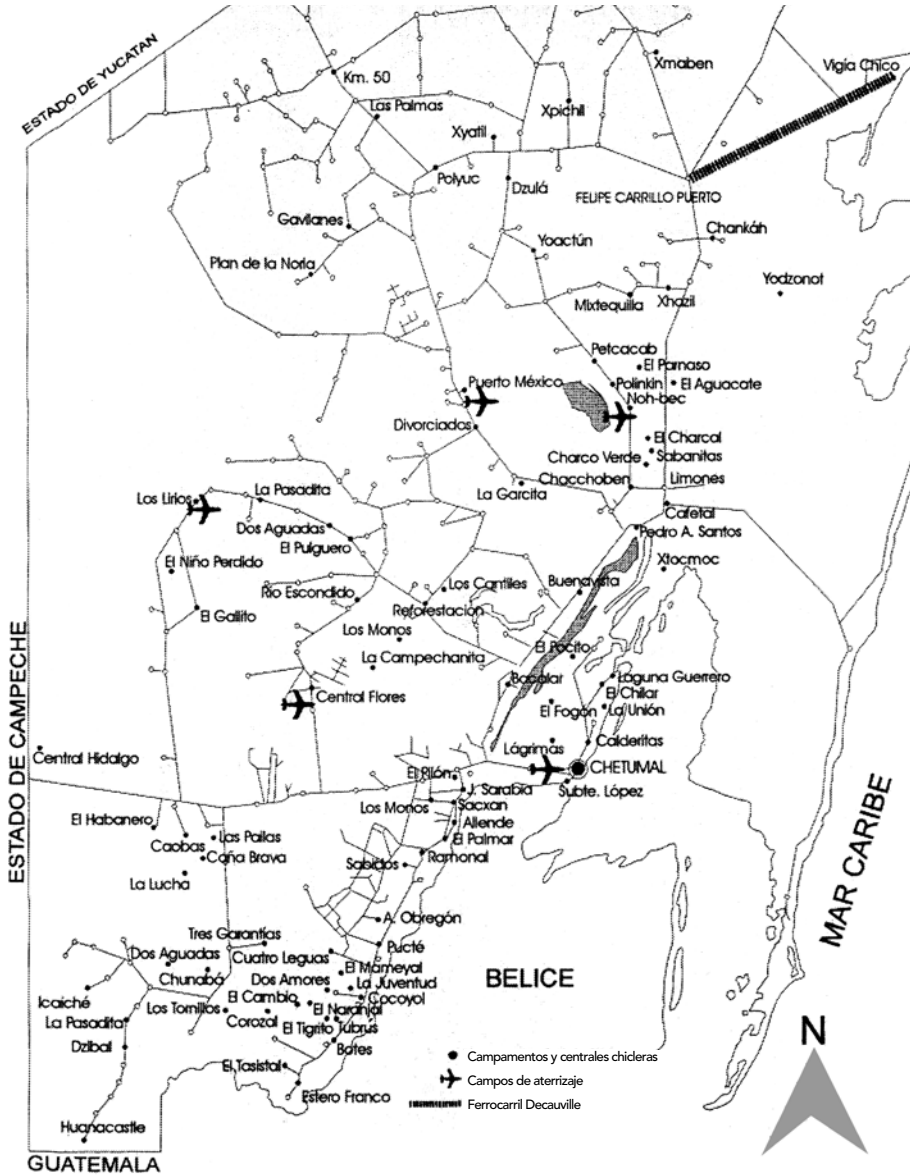 Xmaben
Vigía Chico
ESTADO DE YUCATAN
Km. 50
Las Palmas
Xpichil
Xyatil
Polyuc
Dzulá
FELIPE CARRILLO PUERTO
Gavilanes
Chankáh
Yoactún
Plan de la Noria
Yodzonot
Mixtequilla
Xhazil
Petcacab
El Parnaso
Puerto México
Polinkin
El Aguacate
Noh-bec
Divorciados
El Charcal
Charco Verde
Sabanitas
Chacchoben
Limones
La Garcita
Los Lirios
La Pasadita
Cafetal
Dos Aguadas
Pedro A. Santos
El Pulguero
El Niño Perdido
Xtocmoc
Los Cantiles
Buenavista
Rio Escondido
Reforestación
El Gallito
Los Monos
El Pocito
La Campechanita
Bacalar
Laguna Guerrero
Central Flores
El Chilar
El Fogón
La Unión
Lágrimas
Calderitas
ESTADO DE CAMPECHE
Central Hidalgo
El Pilón
CHETUMAL
J. Sarabia
Subte. López
Los Monos
Sacxan
El Habanero
Allende
Las Pailas
El Palmar
Caobas
Caña Brava
Ramonal
Sabidos
La Lucha
MAR CARIBE
A. Obregón
Tres Garantías
Pucté
Dos Aguadas
Cuatro Leguas
El Mameyal
BELICE
Chunabá
Dos Amores
La Juventud
Icaiché
El Cambio
Cocoyol
Los Tornillos
El Naranjal
La Pasadita
Corozal
El Tigrito
Tubrus
N
Dzibal
Botes
El Tasistal
Estero Franco
Campamentos y centrales chicleras
Campos de aterrizaje
Ferrocarril Decauville
Huanacastle
GUATEMALA